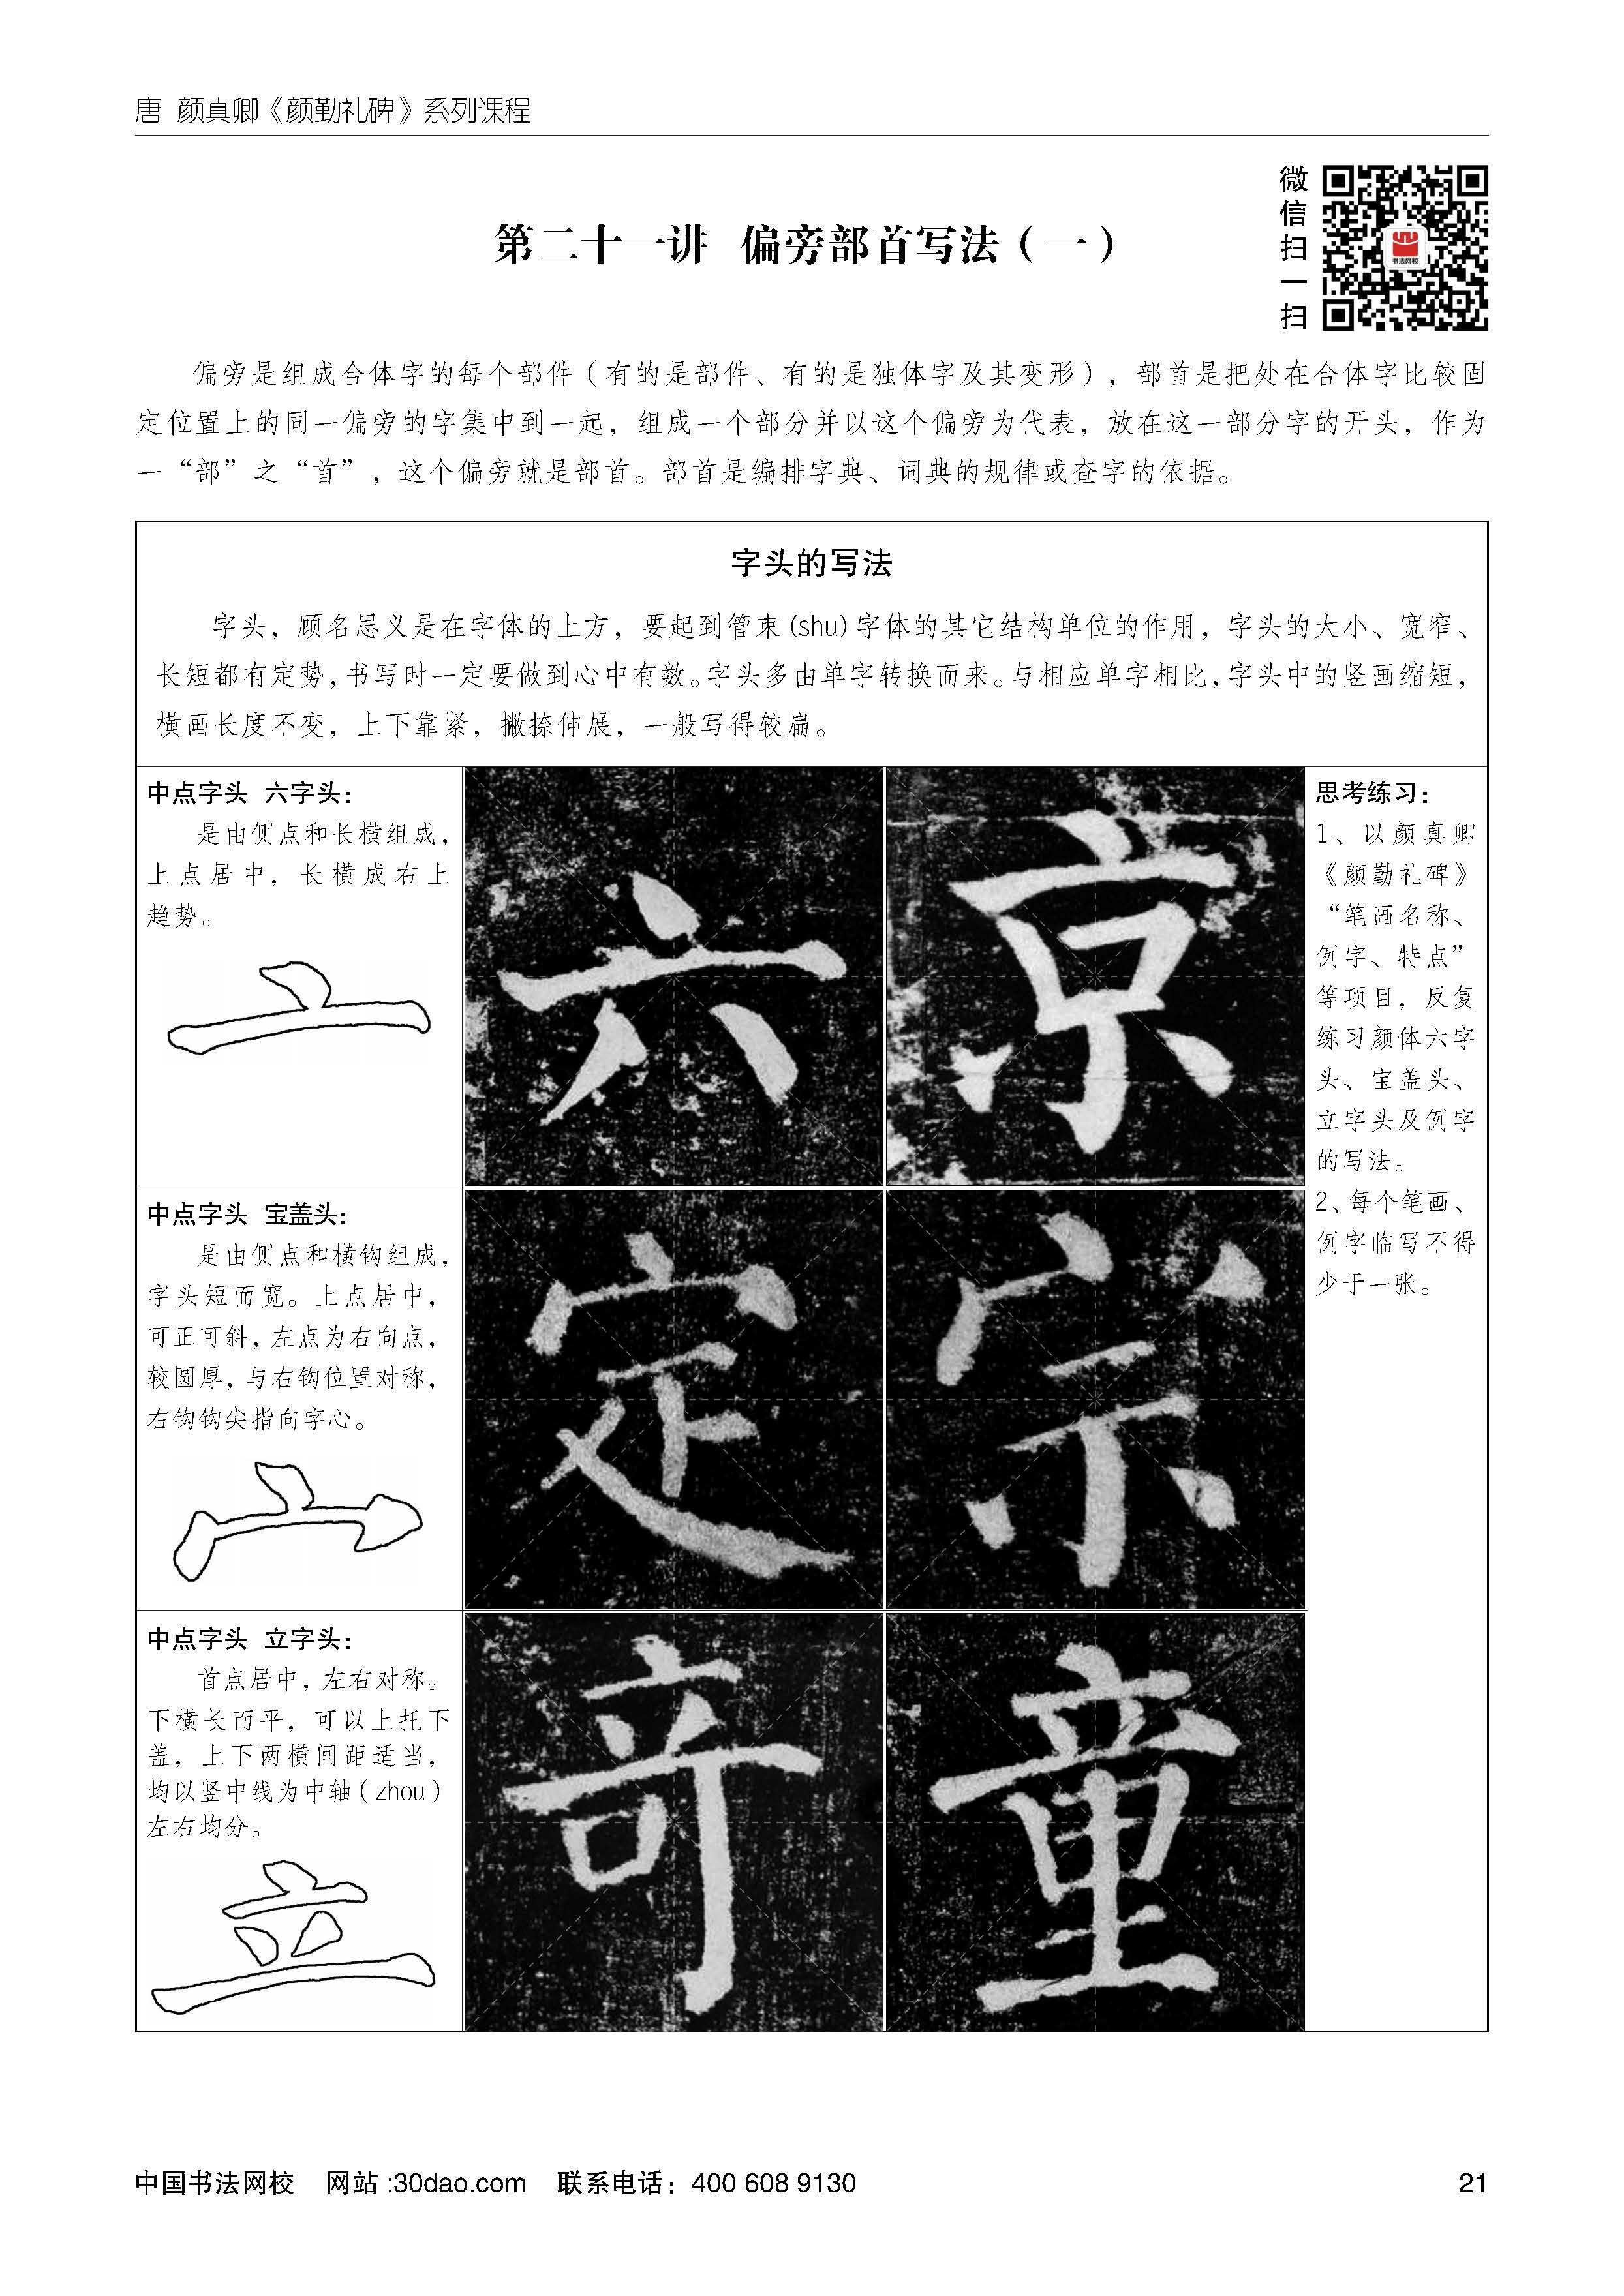 唐 颜真卿《颜勤礼碑》系列课程
微信扫一扫
书法网校
第二十一讲 偏旁部首写法（一）
偏旁是组成合体字的每个部件（有的是部件、有的是独体字及其变形），部首是把处在合体字比较固
定位置上的同一偏旁的字集中到一起，组成一个部分并以这个偏旁为代表，放在这一部分字的开头，作为
一“部”之“首”，这个偏旁就是部首。部首是编排字典、词典的规律或查字的依据。
字头的写法
字头，顾名思义是在字体的上方，要起到管束(shu)字体的其它结构单位的作用，字头的大小、宽窄、
长短都有定势，书写时一定要做到心中有数。字头多由单字转换而来。与相应单字相比，字头中的竖画缩短，
横画长度不变，上下靠紧，撇捺伸展，一般写得较扁。
中点字头 六字头：
是由侧点和长横组成，
上点居中，长横成右上
趋势。
六 京
中点字头 宝盖头：
是由侧点和横钩组成，
字头短而宽。上点居中，
可正可斜，左点为右向点，
较圆厚，与右钩位置对称，
右钩钩尖指向字心。
定 宗
中点字头 立字头：
首点居中，左右对称。
下横长而平，可以上托下
盖，上下两横间距适当，
均以竖中线为中轴（zhou）
左右均分。
竒 童
思考练习：
1、以颜真卿
《颜勤礼碑》
“笔画名称、
例字、特点”
等项目，反复
练习颜体六字
头、宝盖头、
立字头及例字
的写法。
2、每个笔画、
例字临写不得
少于一张。
中国书法网校 网站:30dao.com 联系电话：400 608 9130
21